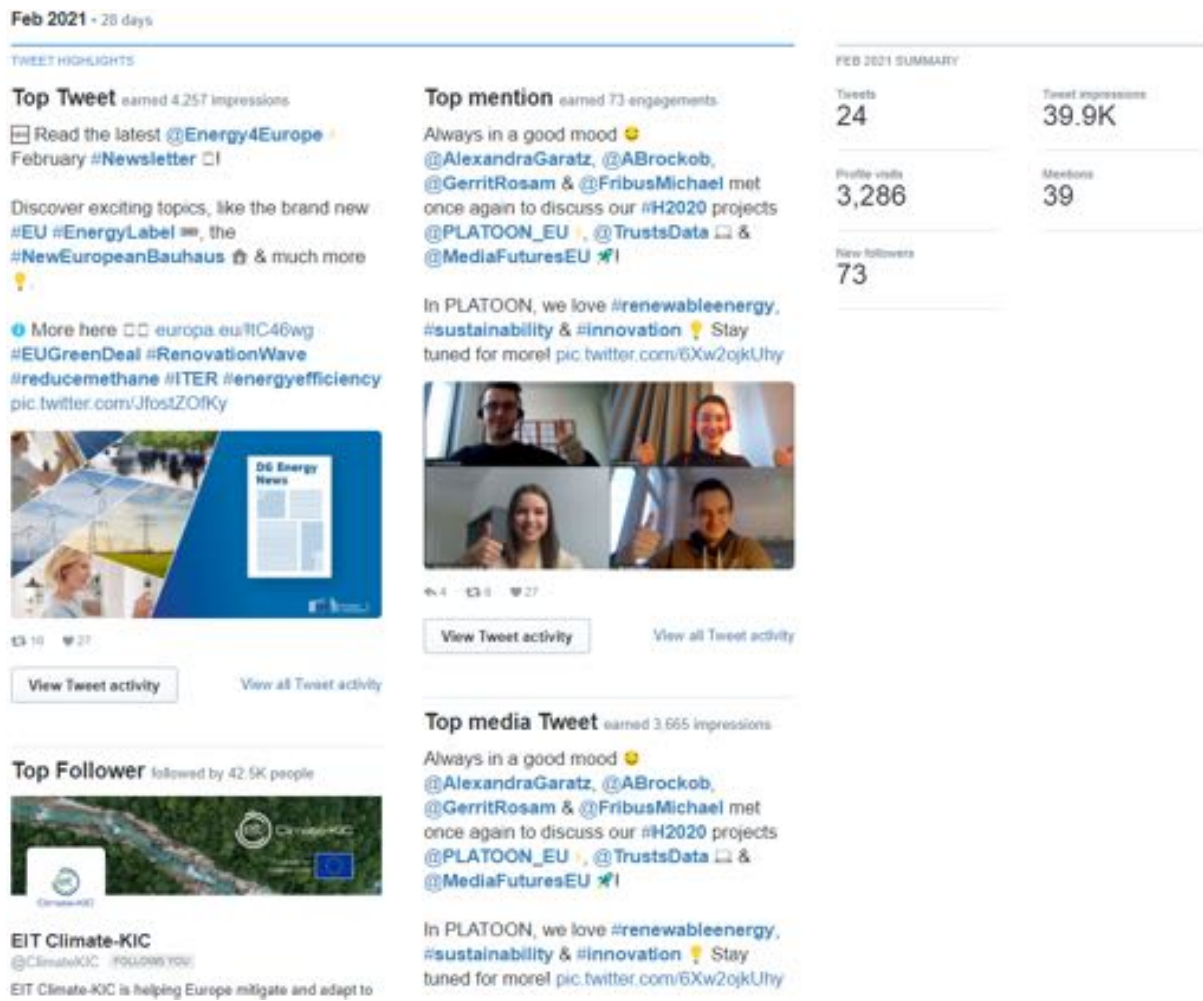 Feb 2021 • 28 days
TWEET HIGHLIGHTS
Top Tweet earned 4,257 impressions
Read the latest @Energy4Europe
February #Newsletter !
Discover exciting topics, like the brand new
#EU #EnergyLabel , the
#NewEuropeanBauhaus & much more
.
More here europa.eu/!tC46wg
#EUGreenDeal #RenovationWave
#reducemethane #ITER #energyefficiency
pic.twitter.com/JfostZOfKy
DG Energy
News
27
View Tweet activity View all Tweet activity
Top Follower followed by 42.5K people
Climate-KIC
Climate-KIC
EIT Climate-KIC
@ClimateKIC FOLLOWS YOU
EIT Climate-KIC is helping Europe mitigate and adapt to
Top mention earned 73 engagements
Always in a good mood
@AlexandraGaratz, @ABrockob,
@GerritRosam & @FribusMichael met
once again to discuss our #H2020 projects
@PLATOON_EU , @TrustsData &
@MediaFuturesEU !
In PLATOON, we love #renewableenergy,
#sustainability & #innovation Stay
tuned for more! pic.twitter.com/6Xw2ojkUhy
4 27
View Tweet activity View all Tweet activity
Top media Tweet earned 3,665 impressions
Always in a good mood
@AlexandraGaratz, @ABrockob,
@GerritRosam & @FribusMichael met
once again to discuss our #H2020 projects
@PLATOON_EU , @TrustsData &
@MediaFuturesEU !
In PLATOON, we love #renewableenergy,
#sustainability & #innovation Stay
tuned for more! pic.twitter.com/6Xw2ojkUhy
FEB 2021 SUMMARY
Tweets Tweet impressions
24 39.9K
Profile visits Mentions
3,286 39
New followers
73